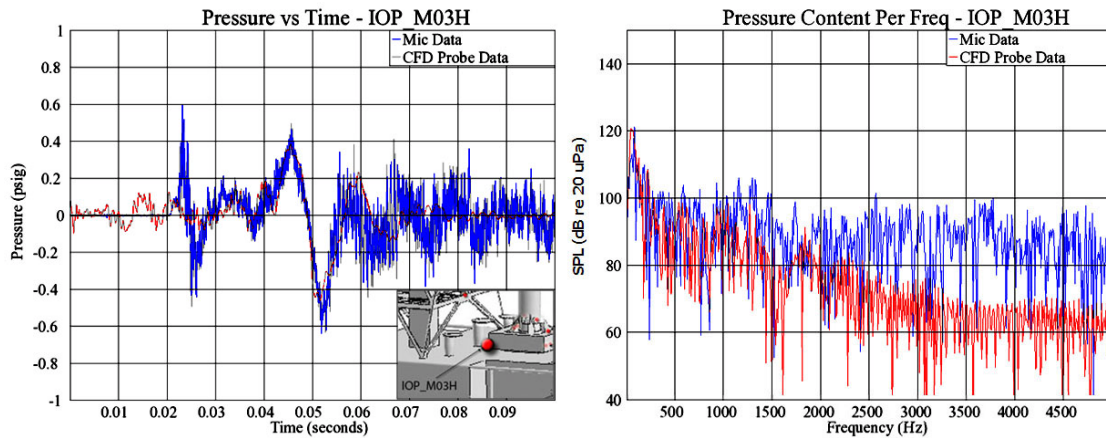 Pressure vs Time - IOP_M03H
Mic Data
CFD Probe Data
Pressure (psig)
1
0.8
0.6
0.4
0.2
0
-0.2
-0.4
-0.6
-0.8
-1
IOP_M03H
0.01 0.02 0.03 0.04 0.05 0.06 0.07 0.08 0.09
Time (seconds)
Pressure Content Per Freq - IOP_M03H
Mic Data
CFD Probe Data
SPL (dB re 20 uPa)
140
120
100
80
60
40
500 1000 1500 2000 2500 3000 3500 4000 4500
Frequency (Hz)